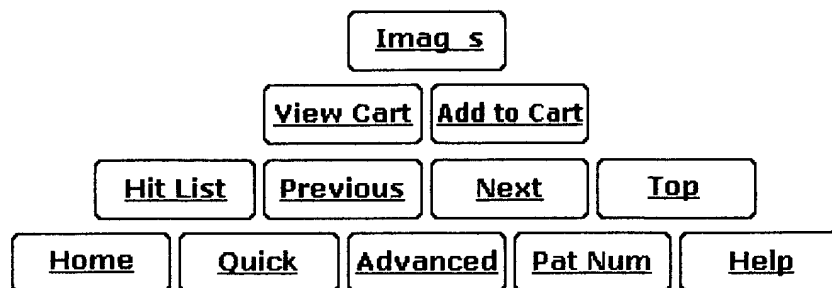 Imag s
View Cart Add to Cart
Hit List Previous Next Top
Home Quick Advanced Pat Num Help